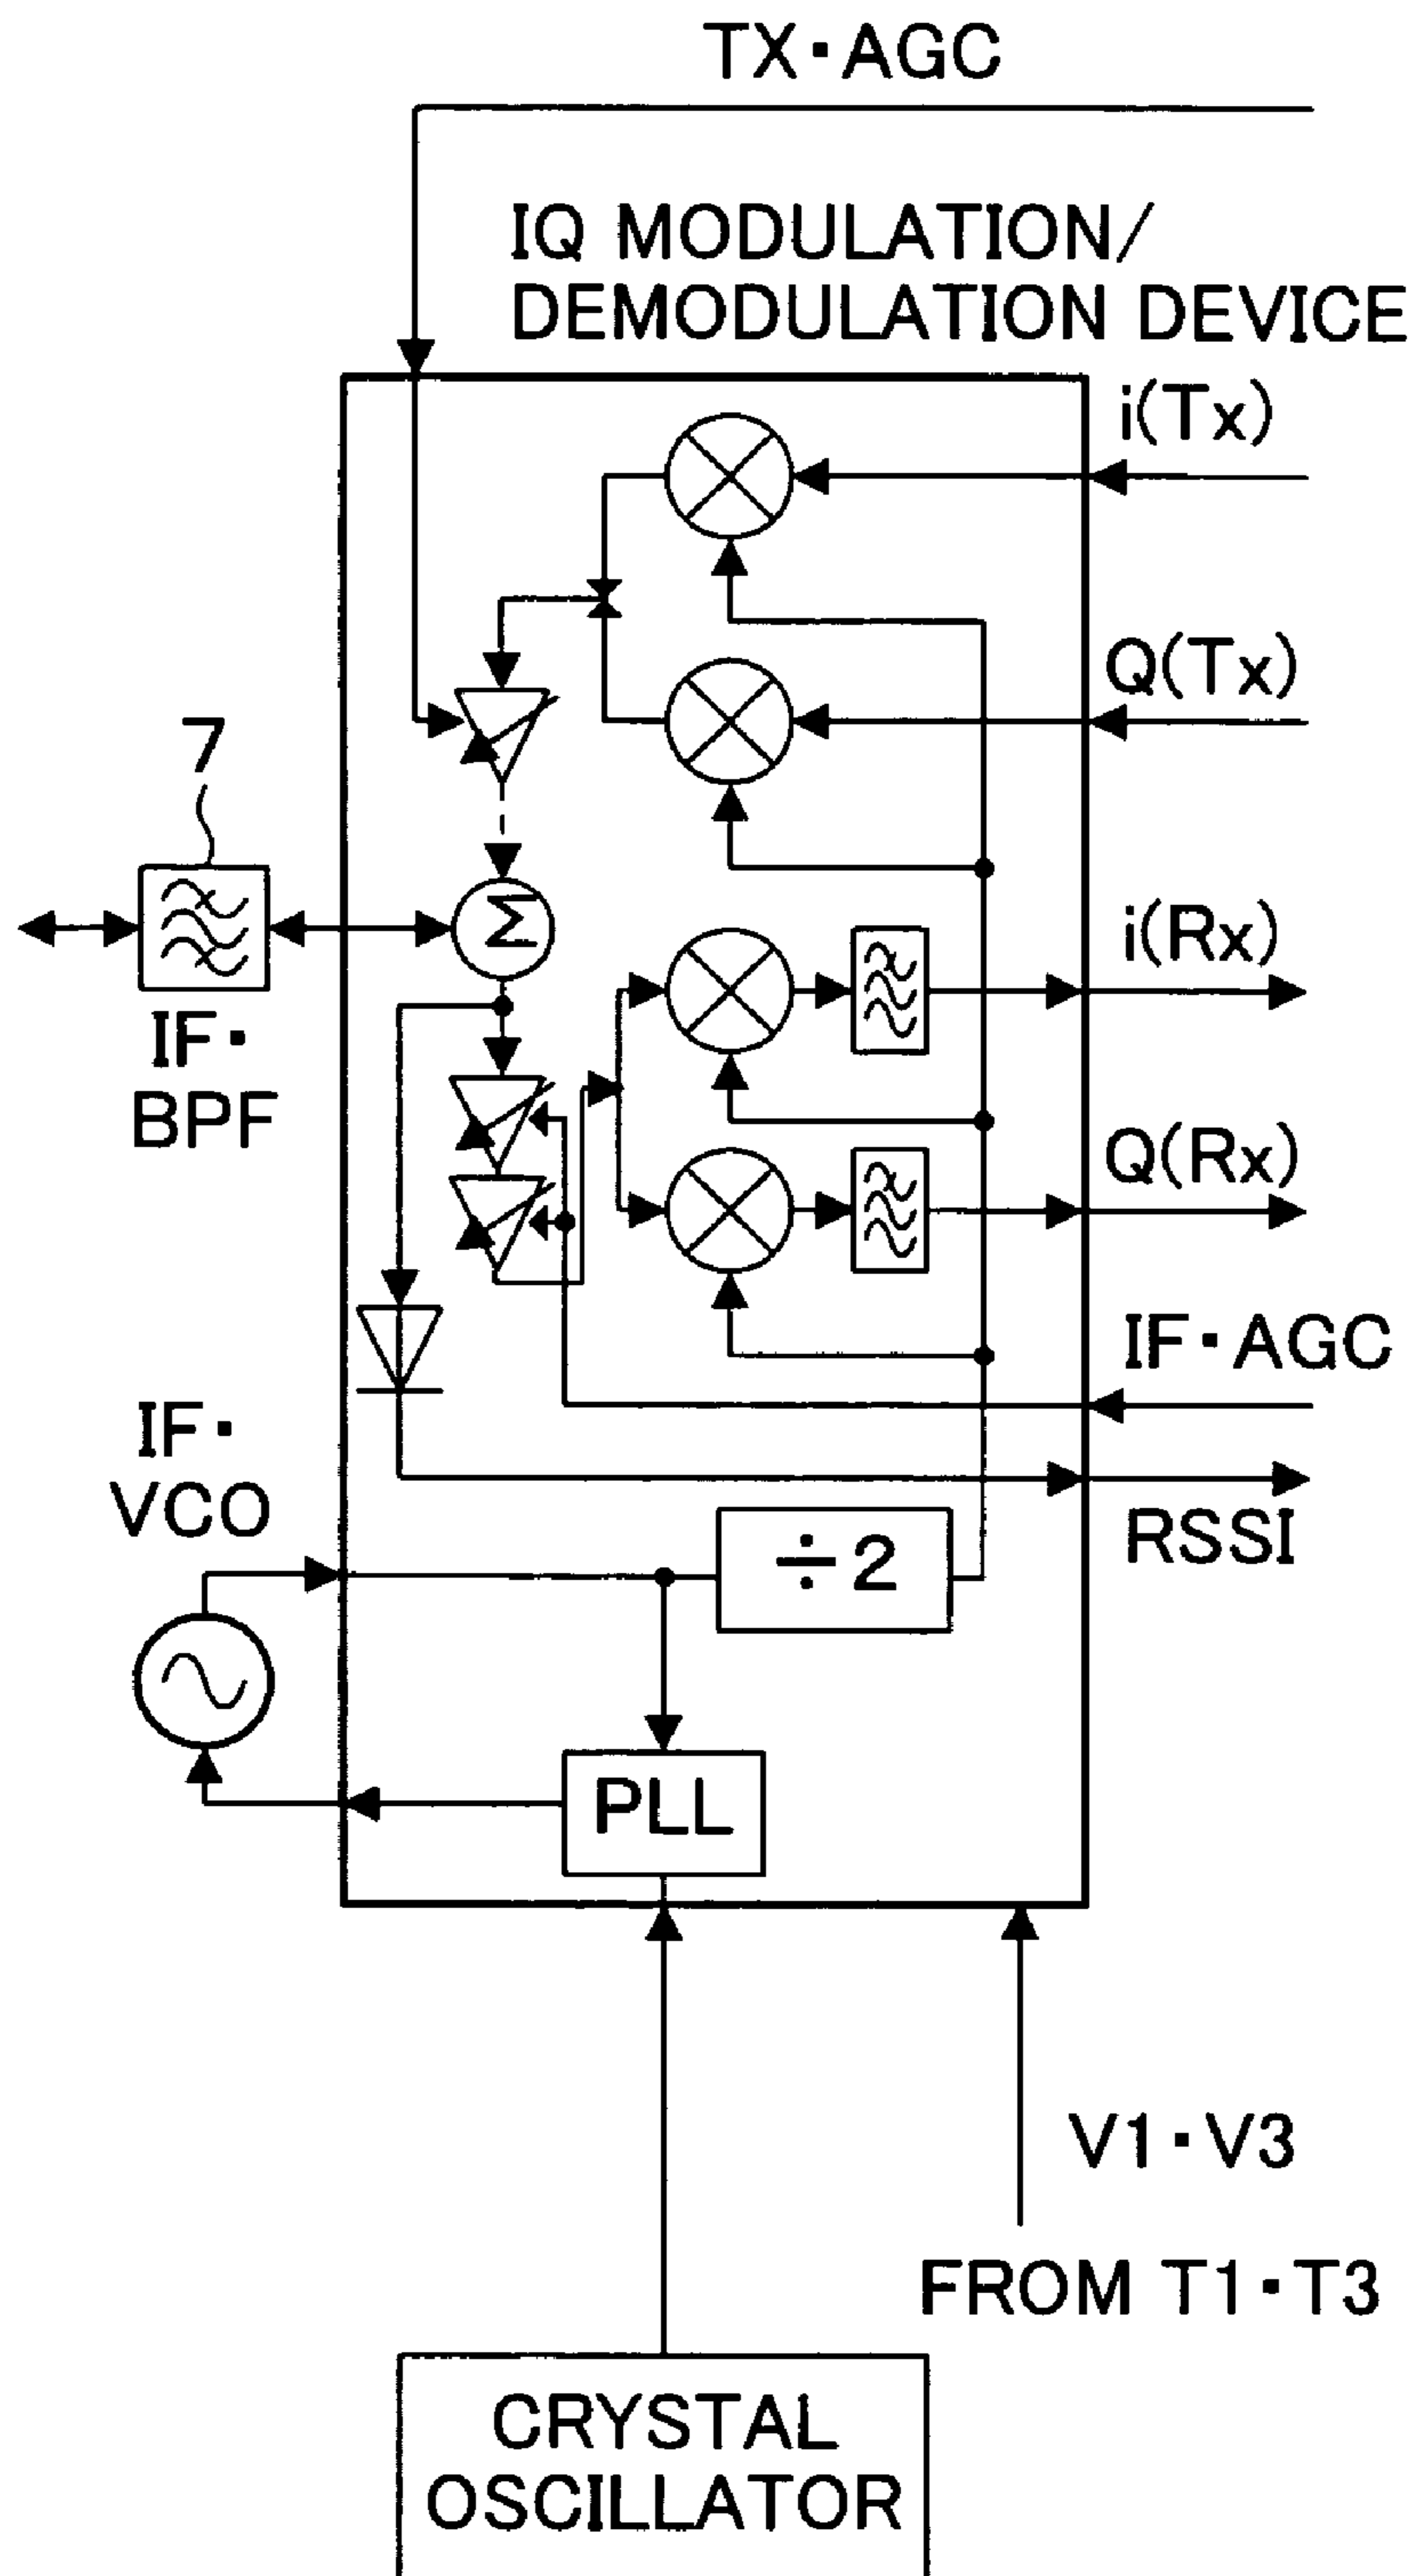 TX・AGC
IQ MODULATION/
DEMODULATION DEVICE
i(Tx)
Q(Tx)
7
Σ
i(Rx)
IF・
BPF
Q(Rx)
IF・AGC
IF・
VCO
RSSI
÷2
PLL
V1・V3
FROM T1・T3
CRYSTAL
OSCILLATOR